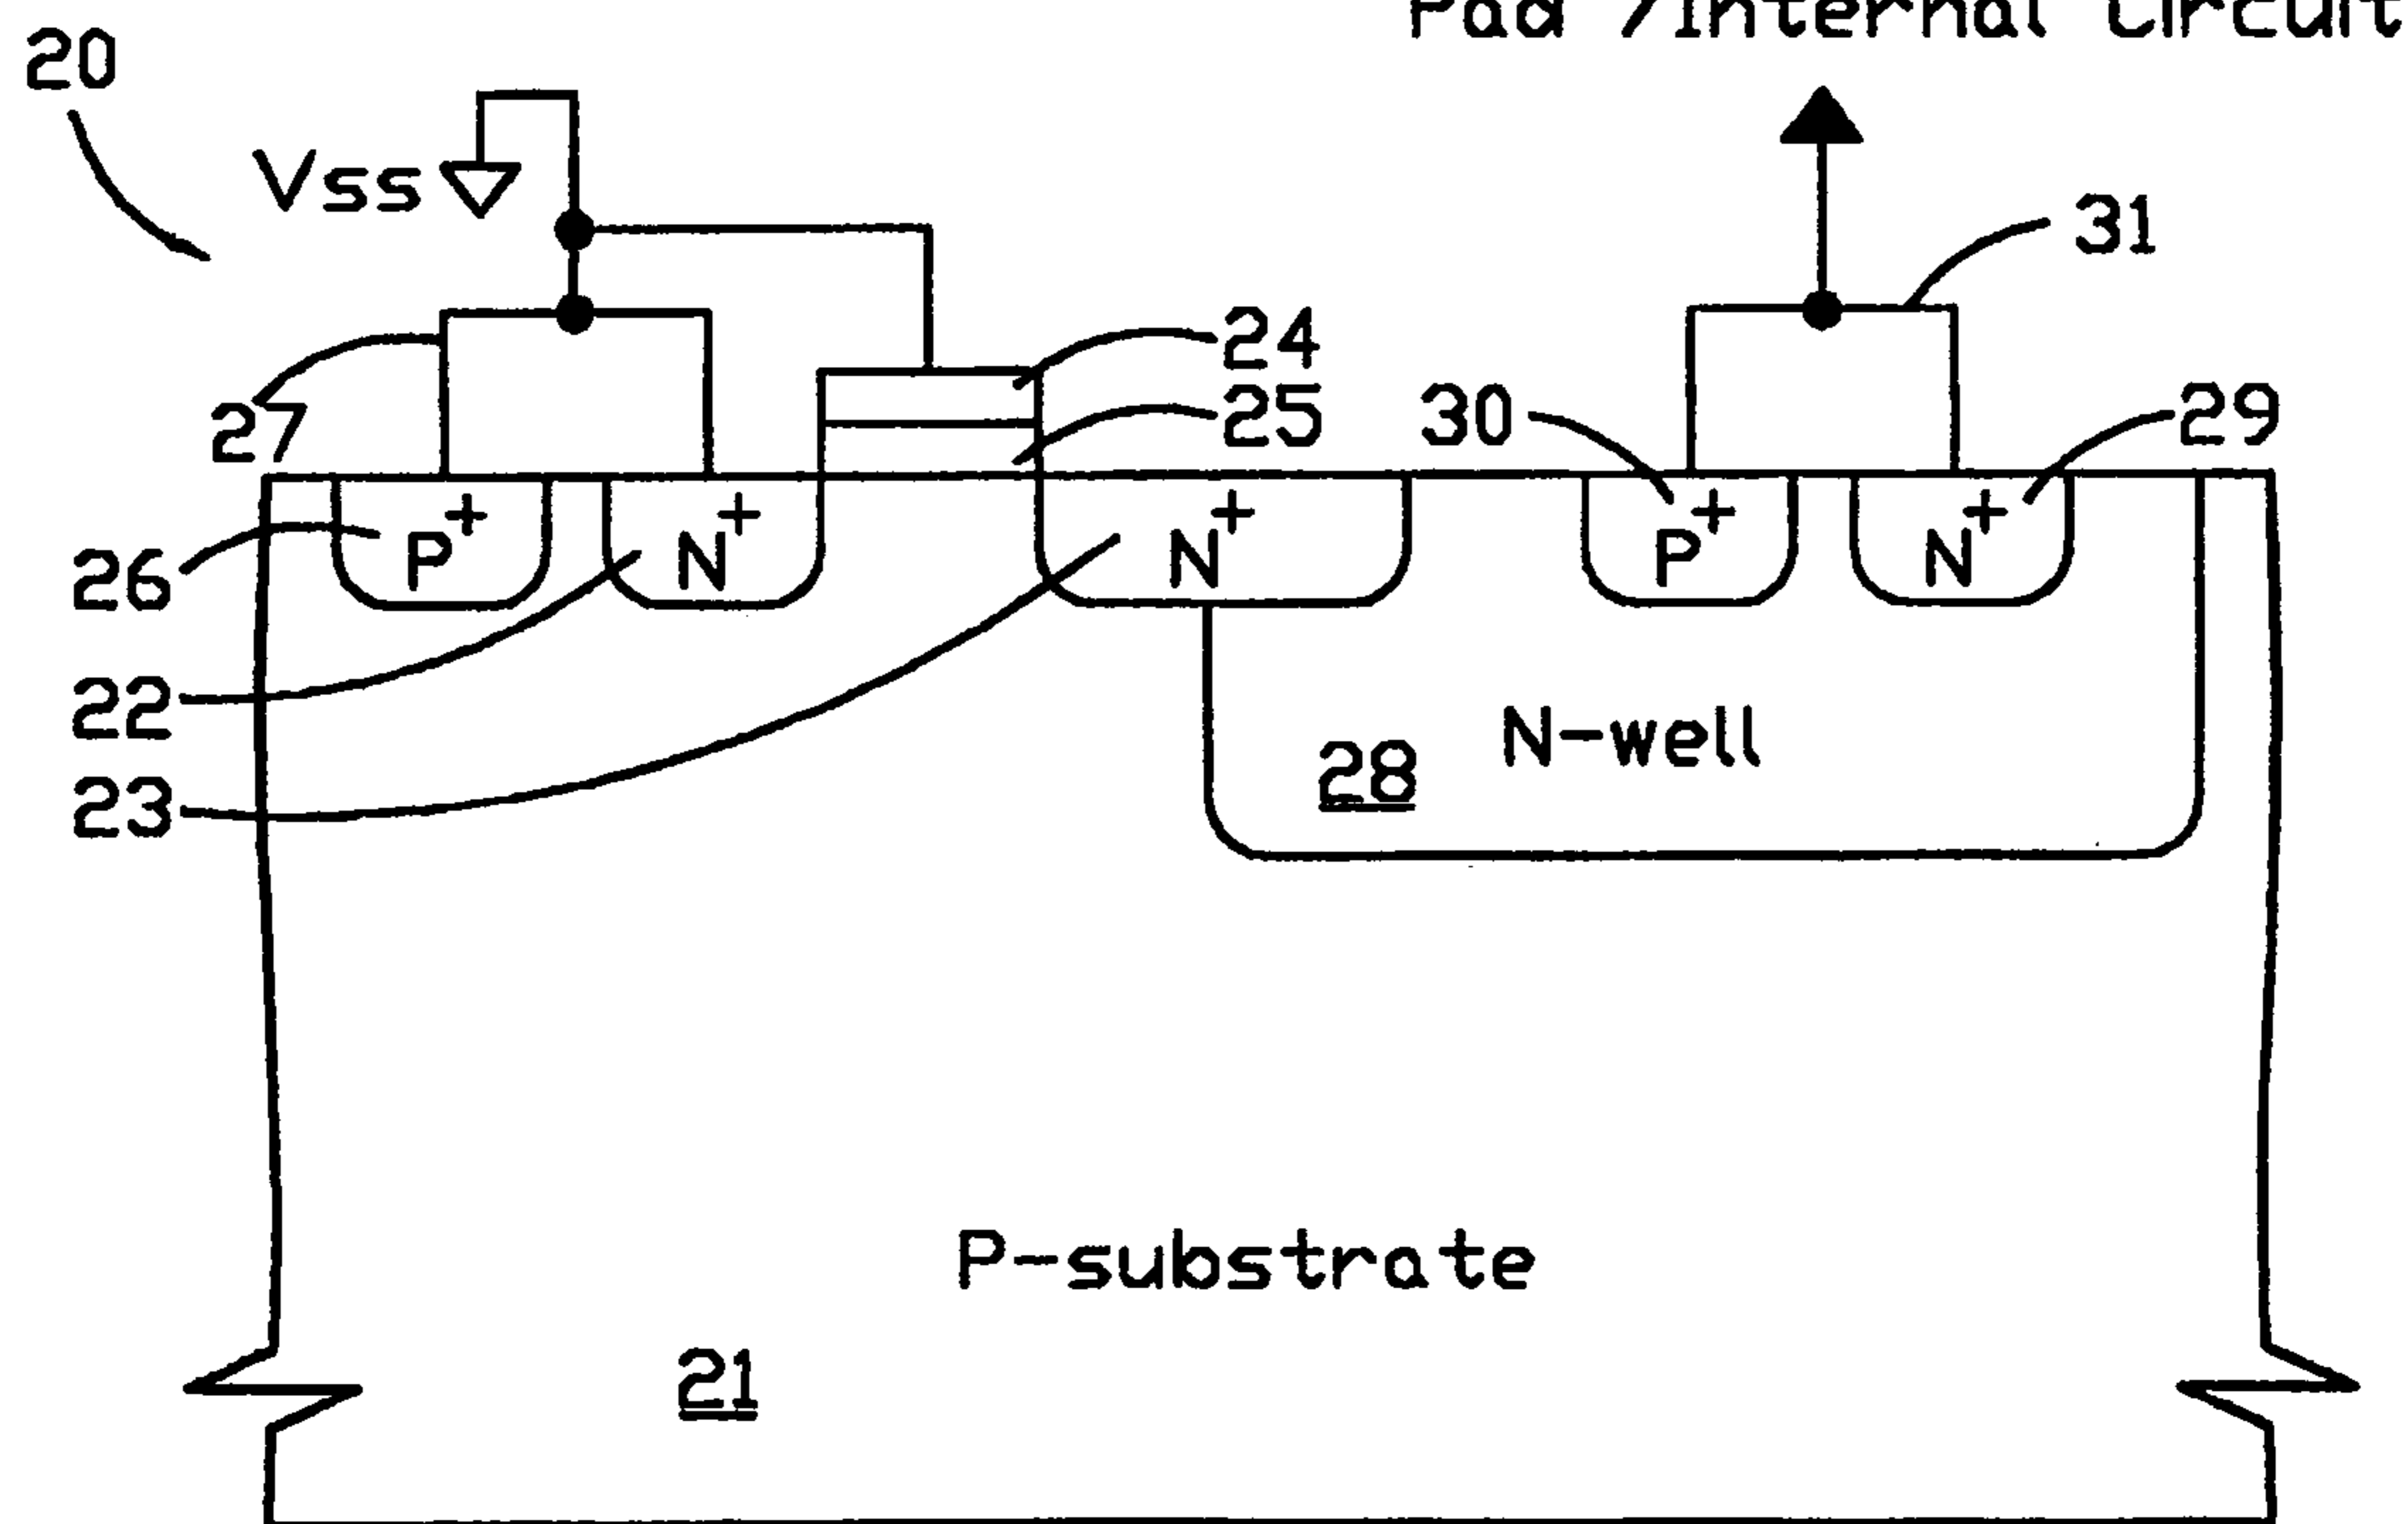 Pad /Internal Circuit
20
Vss
31
24
27
25
30
29
P+
N+
N+
P+
N+
26
22
N-well
28
23
P-substrate
21